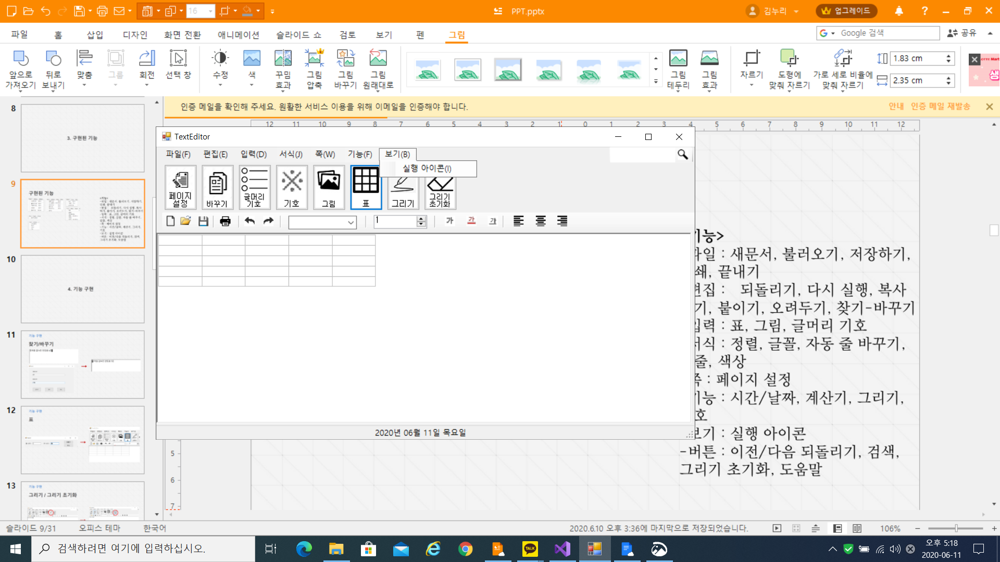 16
PPT.pptx
김누리
업그레이드
파일 홈 삽입 디자인 화면 전환 애니메이션 슬라이드 쇼 검토 보기 펜 그림
Google 검색
공유
앞으로 가져오기
뒤로 보내기
맞춤
그룹
회전
선택 창
수정
색
꾸밈 효과
그림 압축
그림 바꾸기
그림 원래대로
그림 테두리
그림 효과
자르기
도형에 맞춰 자르기
가로 세로 비율에 맞춰 자르기
1.83 cm
2.35 cm
OTTE Mart
생
인증 메일을 확인해 주세요. 원활한 서비스 이용을 위해 이메일을 인증해야 합니다.
안내 인증 메일 재발송
12 11 10 9 8 7 6 5 4 3 2 1 0 1 2 3 4 5 6 7 8 9 10 11 12
8
3. 구현된 기능
9
구현된 기능
10
4. 기능 구현
11
기능 구현
찾기/바꾸기
12
기능 구현
표
13
기능 구현
그리기 / 그리기 초기화
TextEditor
파일(F) 편집(E) 입력(D) 서식(J) 쪽(W) 기능(F) 보기(B)
실행 아이콘(I)
페이지 설정
바꾸기
글머리 기호
기호
그림
표
그리기
그리기 초기화
1
가 가 가
2020년 06월 11일 목요일
기능>
파일 : 새문서, 불러오기, 저장하기,
쇄, 끝내기
편집 : 되돌리기, 다시 실행, 복사
기, 붙이기, 오려두기, 찾기-바꾸기
입력 : 표, 그림, 글머리 기호
서식 : 정렬, 글꼴, 자동 줄 바꾸기,
줄, 색상
쪽 : 페이지 설정
기능 : 시간/날짜, 계산기, 그리기,
호
보기 : 실행 아이콘
-버튼 : 이전/다음 되돌리기, 검색,
그리기 초기화, 도움말
5
6
7
슬라이드 9/31
오피스 테마
한국어
2020.6.10 오후 3:36에 마지막으로 저장되었습니다.
106%
검색하려면 여기에 입력하십시오.
TALK
오후 5:18
2020-06-11